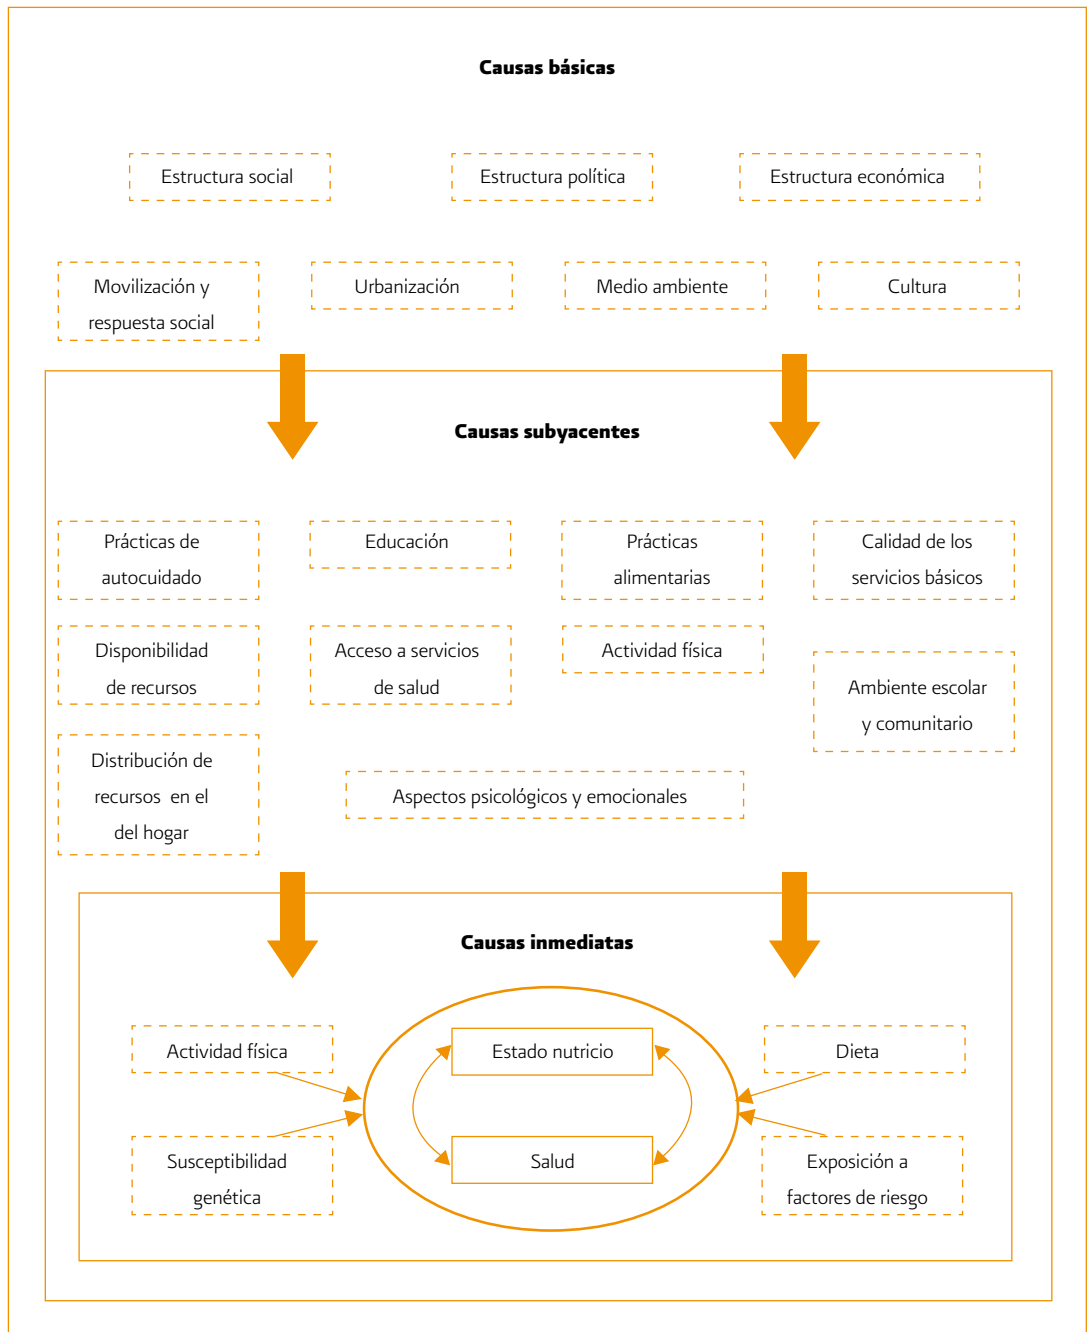 Causas básicas
Estructura social
Estructura política
Estructura económica
Movilización y
respuesta social
Urbanización
Medio ambiente
Cultura
Causas subyacentes
Prácticas de
autocuidado
Educación
Prácticas
alimentarias
Calidad de los
servicios básicos
Disponibilidad
de recursos
Acceso a servicios
de salud
Actividad física
Ambiente escolar
y comunitario
Distribución de
recursos en el
del hogar
Aspectos psicológicos y emocionales
Causas inmediatas
Actividad física
Estado nutricio
Dieta
Susceptibilidad
genética
Salud
Exposición a
factores de riesgo